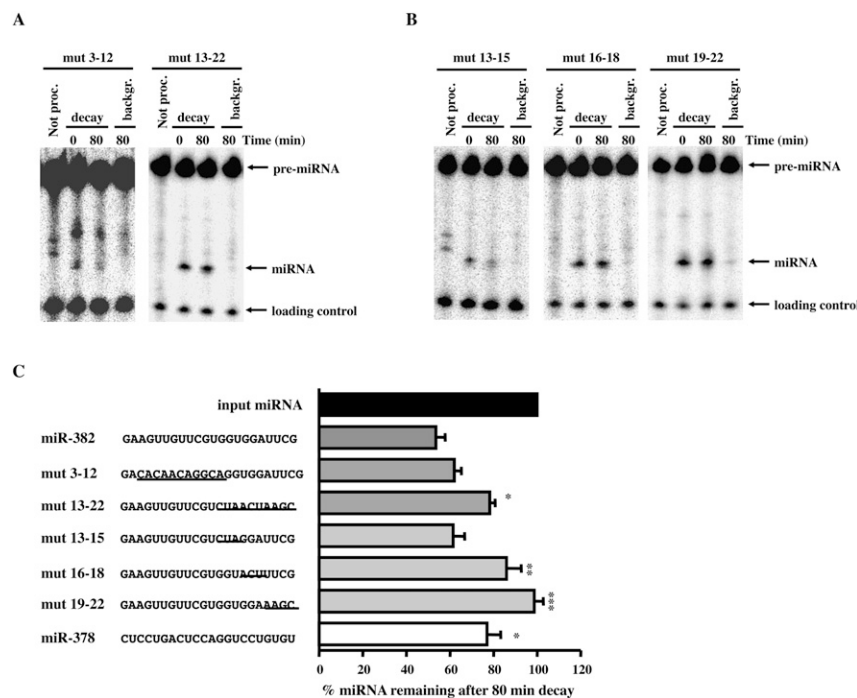 A
mut 3-12
mut 13-22
Not proc.
decay
backgr.
Not proc.
decay
backgr.
0 80 80
0 80 80 Time (min)
pre-miRNA
miRNA
loading control
B
mut 13-15
mut 16-18
mut 19-22
Not proc.
decay
backgr.
Not proc.
decay
backgr.
Not proc.
decay
backgr.
0 80 80
0 80 80
0 80 80
Time (min)
pre-miRNA
miRNA
loading control
C
input miRNA
miR-382 GAAGUUGUUCGUGGUGGAUUCG
mut 3-12 GACACAACAGGCAGGUGGAUUCG
mut 13-22 GAAGUUGUUCGUCUAACUAAGC
mut 13-15 GAAGUUGUUCGUCUAGGAUUCG
mut 16-18 GAAGUUGUUCGUGGUACUUUCG
mut 19-22 GAAGUUGUUCGUGGUGGAAAGC
miR-378 CUCCUGACUCCAGGUCCUGUGU
*
**
***
*
0 20 40 60 80 100 120
% miRNA remaining after 80 min decay